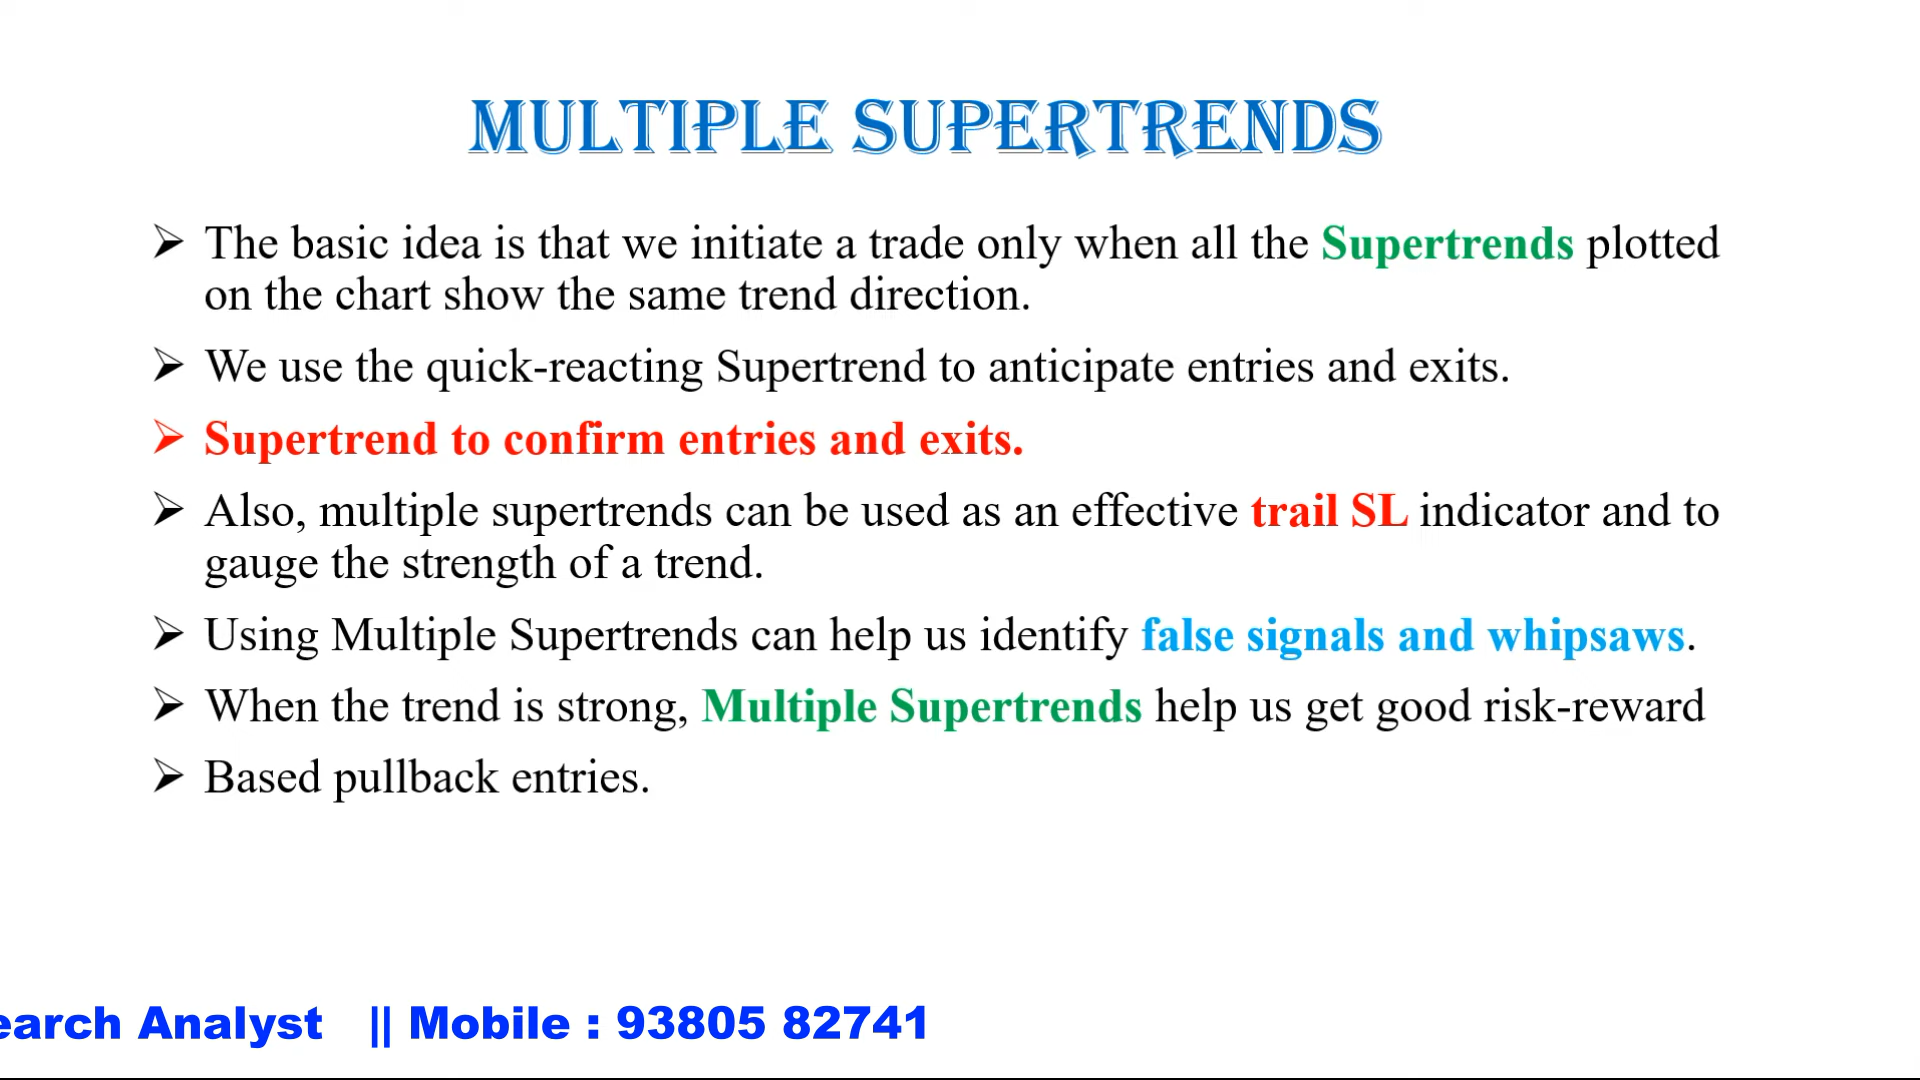 MULTIPLE SUPERTRENDS
➢ The basic idea is that we initiate a trade only when all the Supertrends plotted
on the chart show the same trend direction.
➢ We use the quick-reacting Supertrend to anticipate entries and exits.
➢ Supertrend to confirm entries and exits.
➢ Also, multiple supertrends can be used as an effective trail SL indicator and to
gauge the strength of a trend.
➢ Using Multiple Supertrends can help us identify false signals and whipsaws.
➢ When the trend is strong, Multiple Supertrends help us get good risk-reward
➢ Based pullback entries.
earch Analyst || Mobile : 93805 82741